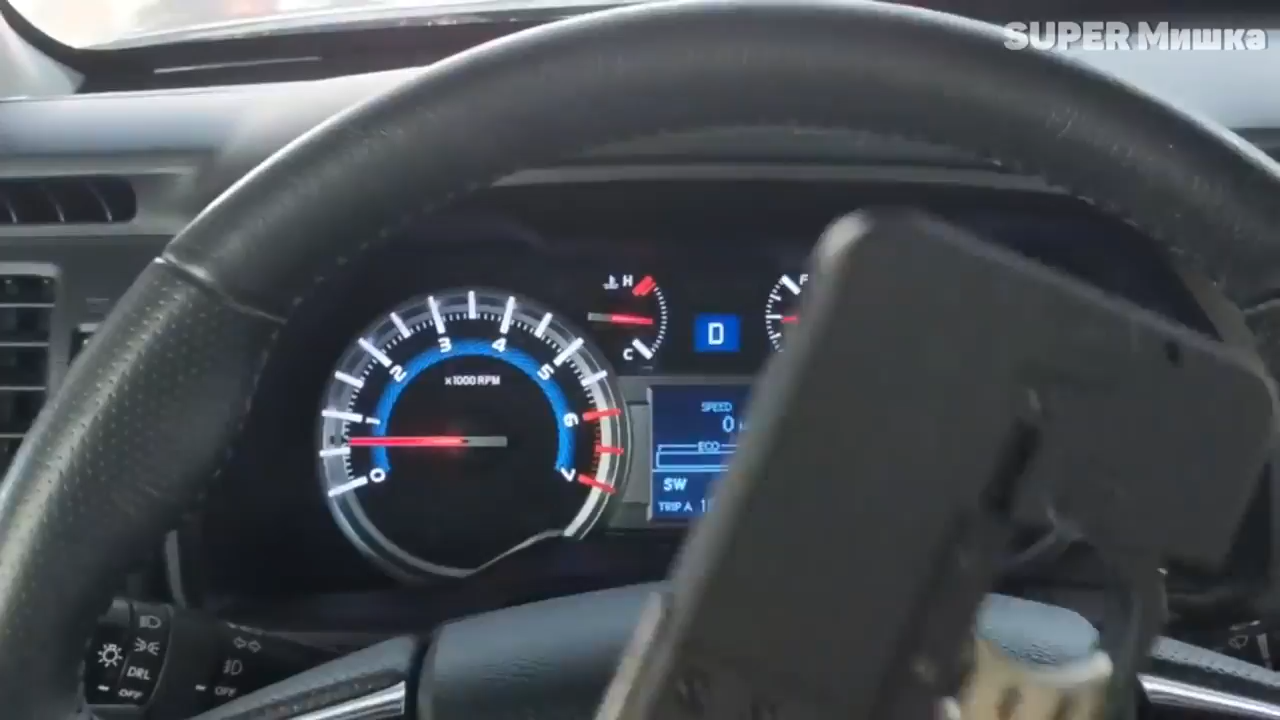 SUPER Мишка
H
F
D
C
3 4
2 5
x1000 RPM
1 6
0 7
SPEED
0
ECO
SW
TRIP A 1
DRL
OFF
OFF